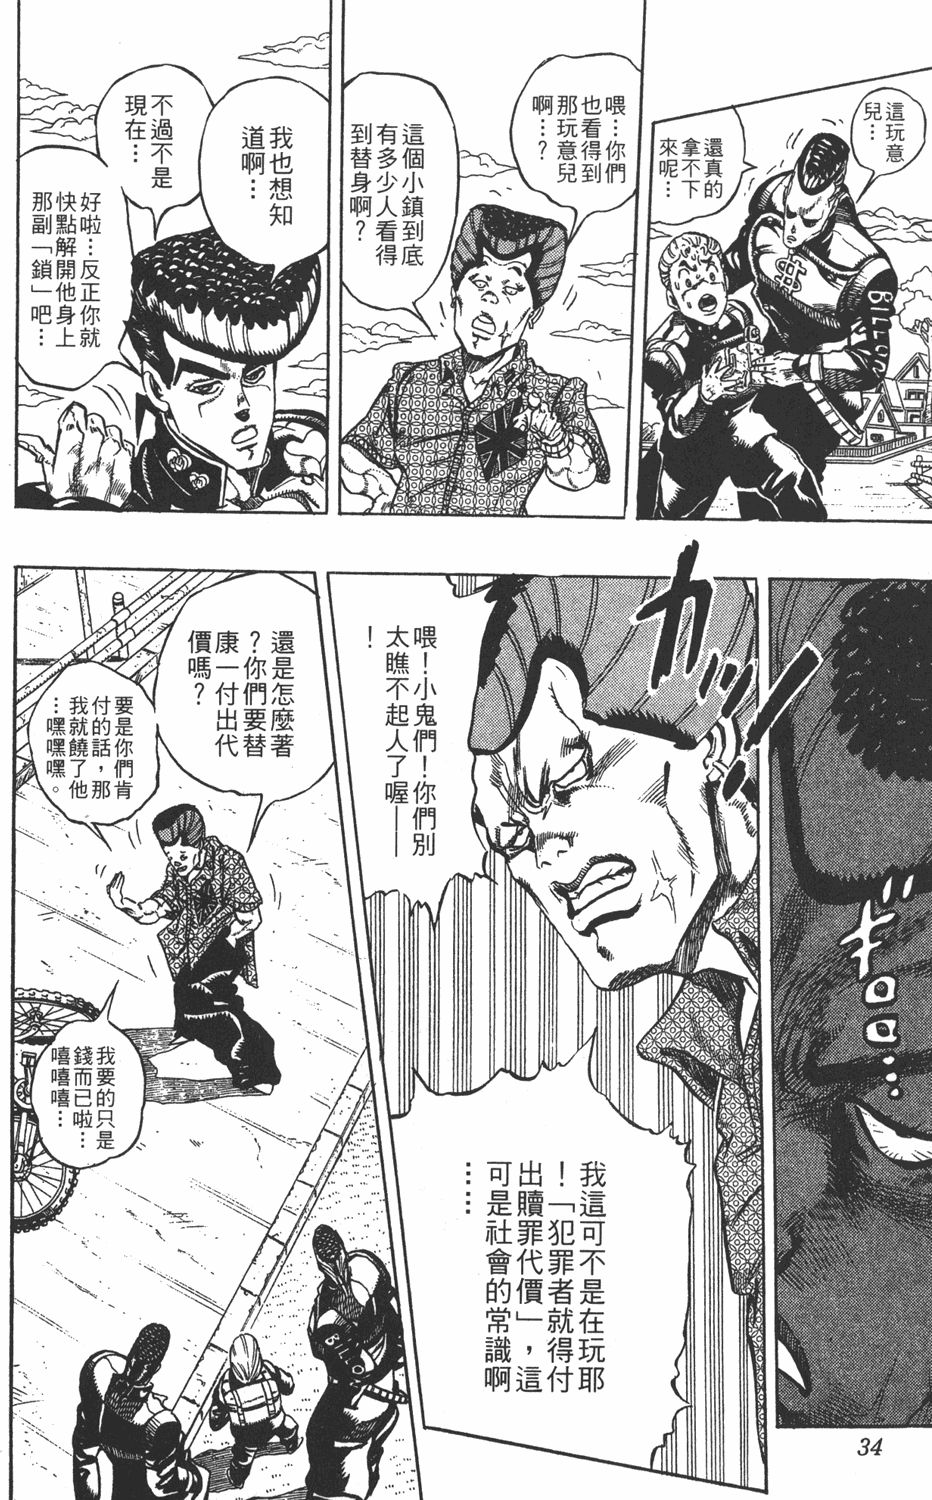 這玩意
兒…
還真的
拿不下
來呢…
BILLY'S
喂…你們
也看得到
那玩意兒
啊…？
這個小鎮到底
有多少人看得
到替身啊？
我也想知
道啊…
不過不是
現在…
好啦…反正你就
快點解開他身上
那副「鎖」吧…
ギロロ…
喂！小鬼們！你們別
太瞧不起人了喔——
！
我這可不是在玩耶
！「犯罪者就得付
出贖罪代價」，這
可是社會的常識啊
……
還是怎麼著
？你們要替
康一付出代
價嗎？
要是你們肯
付的話，那
我就饒了他
…嘿嘿嘿。
我要的只是
錢而已啦…
嘻嘻嘻…
34